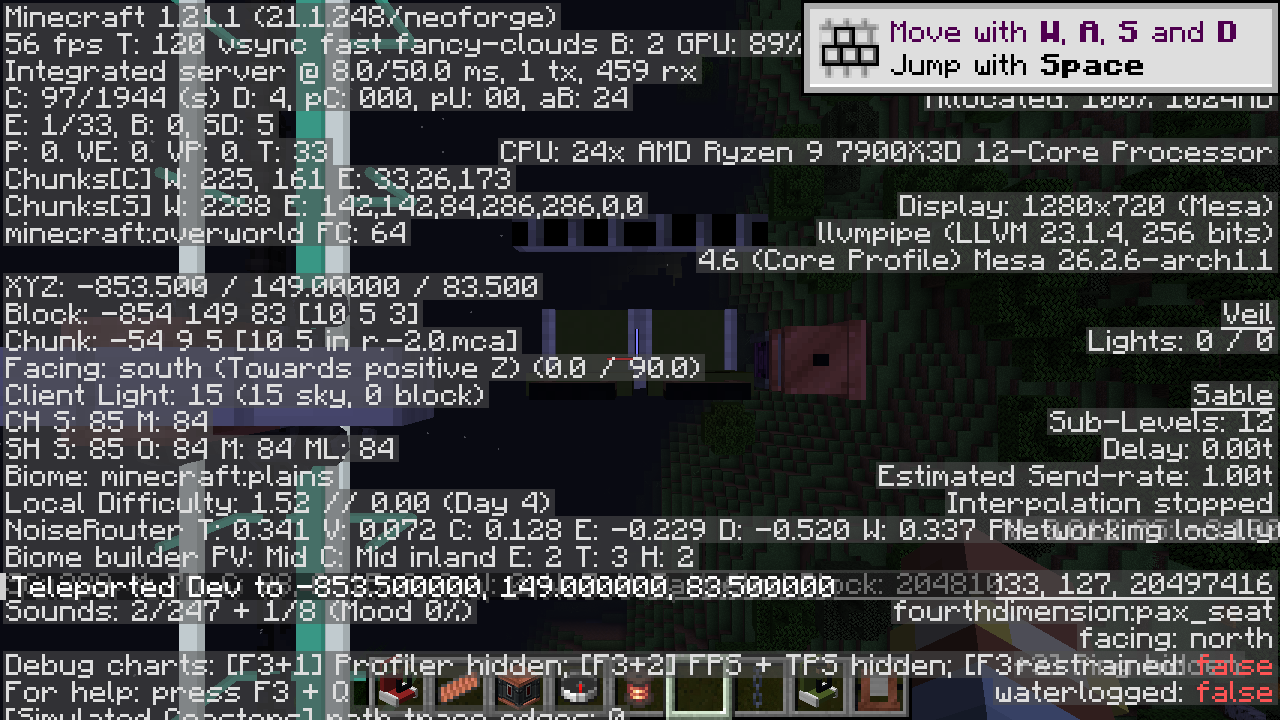 Minecraft 1.21.1 (21.1.248/neoforge)
56 fps T: 120 vsync fast fancy-clouds B: 2 GPU: 89%
Integrated server @ 8.0/50.0 ms, 1 tx, 459 rx
C: 97/1944 (s) D: 4, pC: 000, pU: 00, aB: 24
E: 1/33, B: 0, SD: 5
P: 0. VE: 0. VP: 0. T: 33
Chunks[C] W: 225, 161 E: 33,26,173
Chunks[S] W: 2288 E: 142,142,84,286,286,0,0
minecraft:overworld FC: 64
XYZ: -853.500 / 149.00000 / 83.500
Block: -854 149 83 [10 5 3]
Chunk: -54 9 5 [10 5 in r.-2.0.mca]
Facing: south (Towards positive Z) (0.0 / 90.0)
Client Light: 15 (15 sky, 0 block)
CH S: 85 M: 84
SH S: 85 O: 84 M: 84 ML: 84
Biome: minecraft:plains
Local Difficulty: 1.52 // 0.00 (Day 4)
NoiseRouter T: 0.341 V: 0.072 C: 0.128 E: -0.229 D: -0.520 W: 0.337
Biome builder PV: Mid C: Mid inland E: 2 T: 3 H: 2
Teleported Dev to -853.500000, 149.000000, 83.500000
Sounds: 2/247 + 1/8 (Mood 0%)
Debug charts: [F3+1] Profiler hidden; [F3+2] FPS + TPS hidden; [F3
For help: press F3 + Q
Move with W, A, S and D
Jump with Space
Allocated: 100% 1024MB
CPU: 24x AMD Ryzen 9 7900X3D 12-Core Processor
Display: 1280x720 (Mesa)
llvmpipe (LLVM 23.1.4, 256 bits)
4.6 (Core Profile) Mesa 26.2.6-arch1.1
Veil
Lights: 0 / 0
Sable
Sub-Levels: 12
Delay: 0.00t
Estimated Send-rate: 1.00t
Interpolation stopped
Networking locally
033, 127, 20497416
fourthdimension:pax_seat
facing: north
restrained: false
waterlogged: false